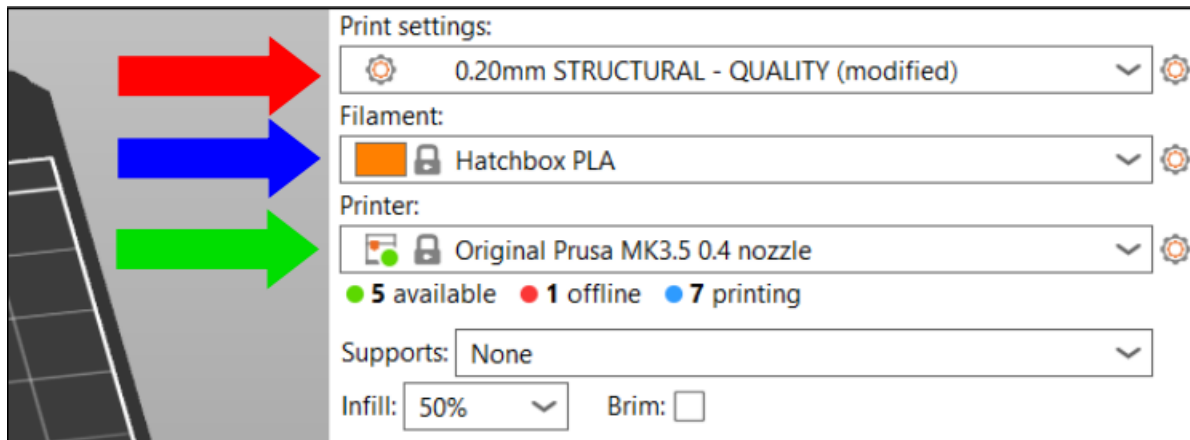 Print settings:
0.20mm STRUCTURAL - QUALITY (modified)
Filament:
Hatchbox PLA
Printer:
Original Prusa MK3.5 0.4 nozzle
5 available 1 offline 7 printing
Supports: None
Infill: 50% Brim: